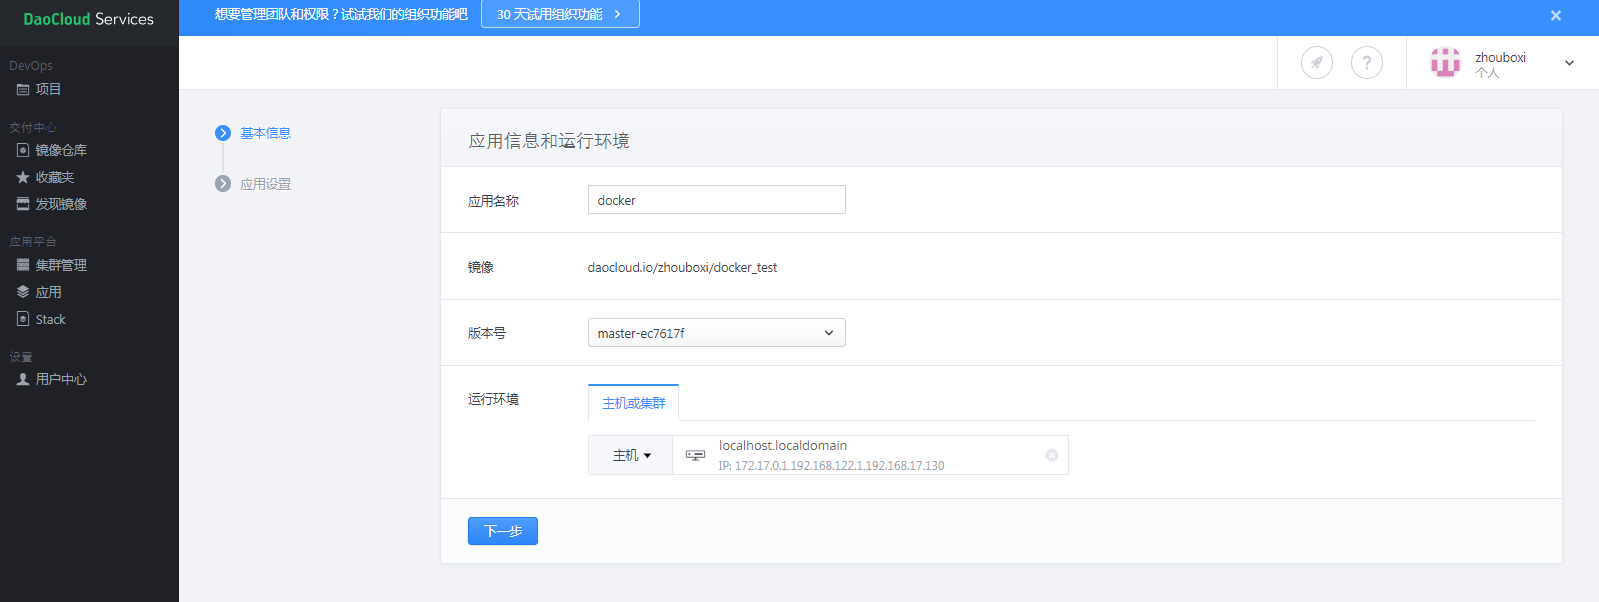 DaoCloud Services
想要管理团队和权限？试试我们的组织功能吧
30 天试用组织功能
zhouboxi
个人
DevOps
项目
交付中心
镜像仓库
收藏夹
发现镜像
应用平台
集群管理
应用
Stack
设置
用户中心
基本信息
应用设置
应用信息和运行环境
应用名称
docker
镜像
daocloud.io/zhouboxi/docker_test
版本号
master-ec7617f
运行环境
主机或集群
主机
localhost.localdomain
IP: 172.17.0.1,192.168.122.1,192.168.17.130
下一步